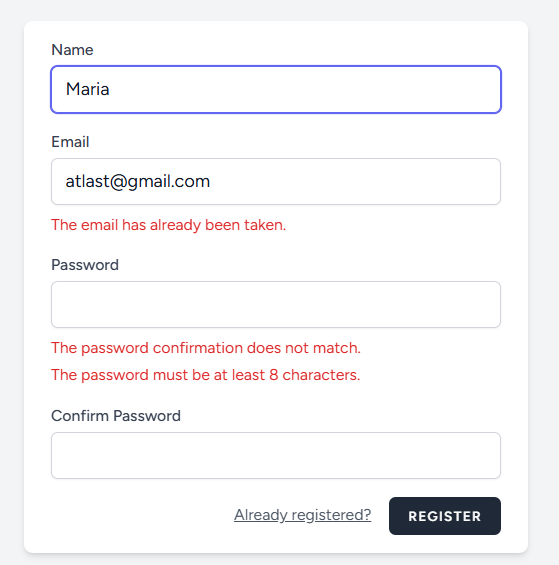 Name
Maria
Email
atlast@gmail.com
The email has already been taken.
Password
The password confirmation does not match.
The password must be at least 8 characters.
Confirm Password
Already registered? REGISTER